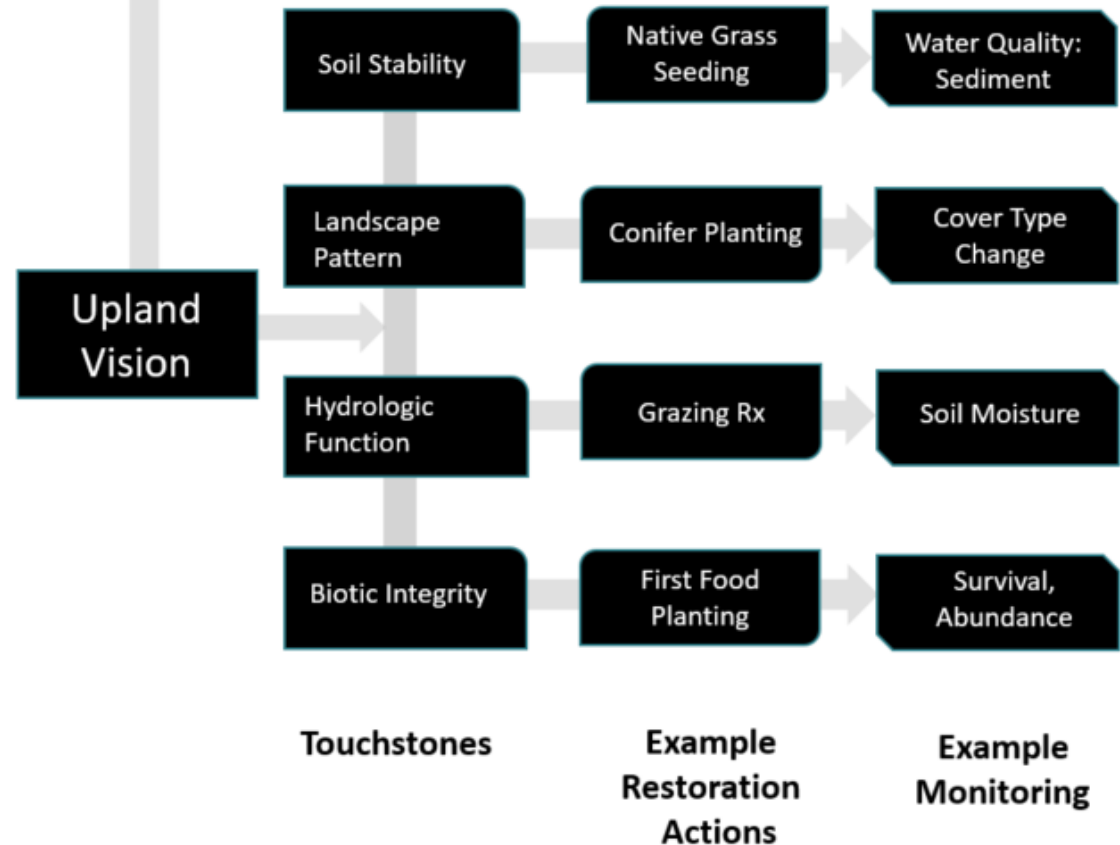 Soil Stability
Native Grass
Seeding
Water Quality:
Sediment
Landscape
Pattern
Conifer Planting
Cover Type
Change
Upland
Vision
Hydrologic
Function
Grazing Rx
Soil Moisture
Biotic Integrity
First Food
Planting
Survival,
Abundance
Touchstones
Example
Restoration
Actions
Example
Monitoring